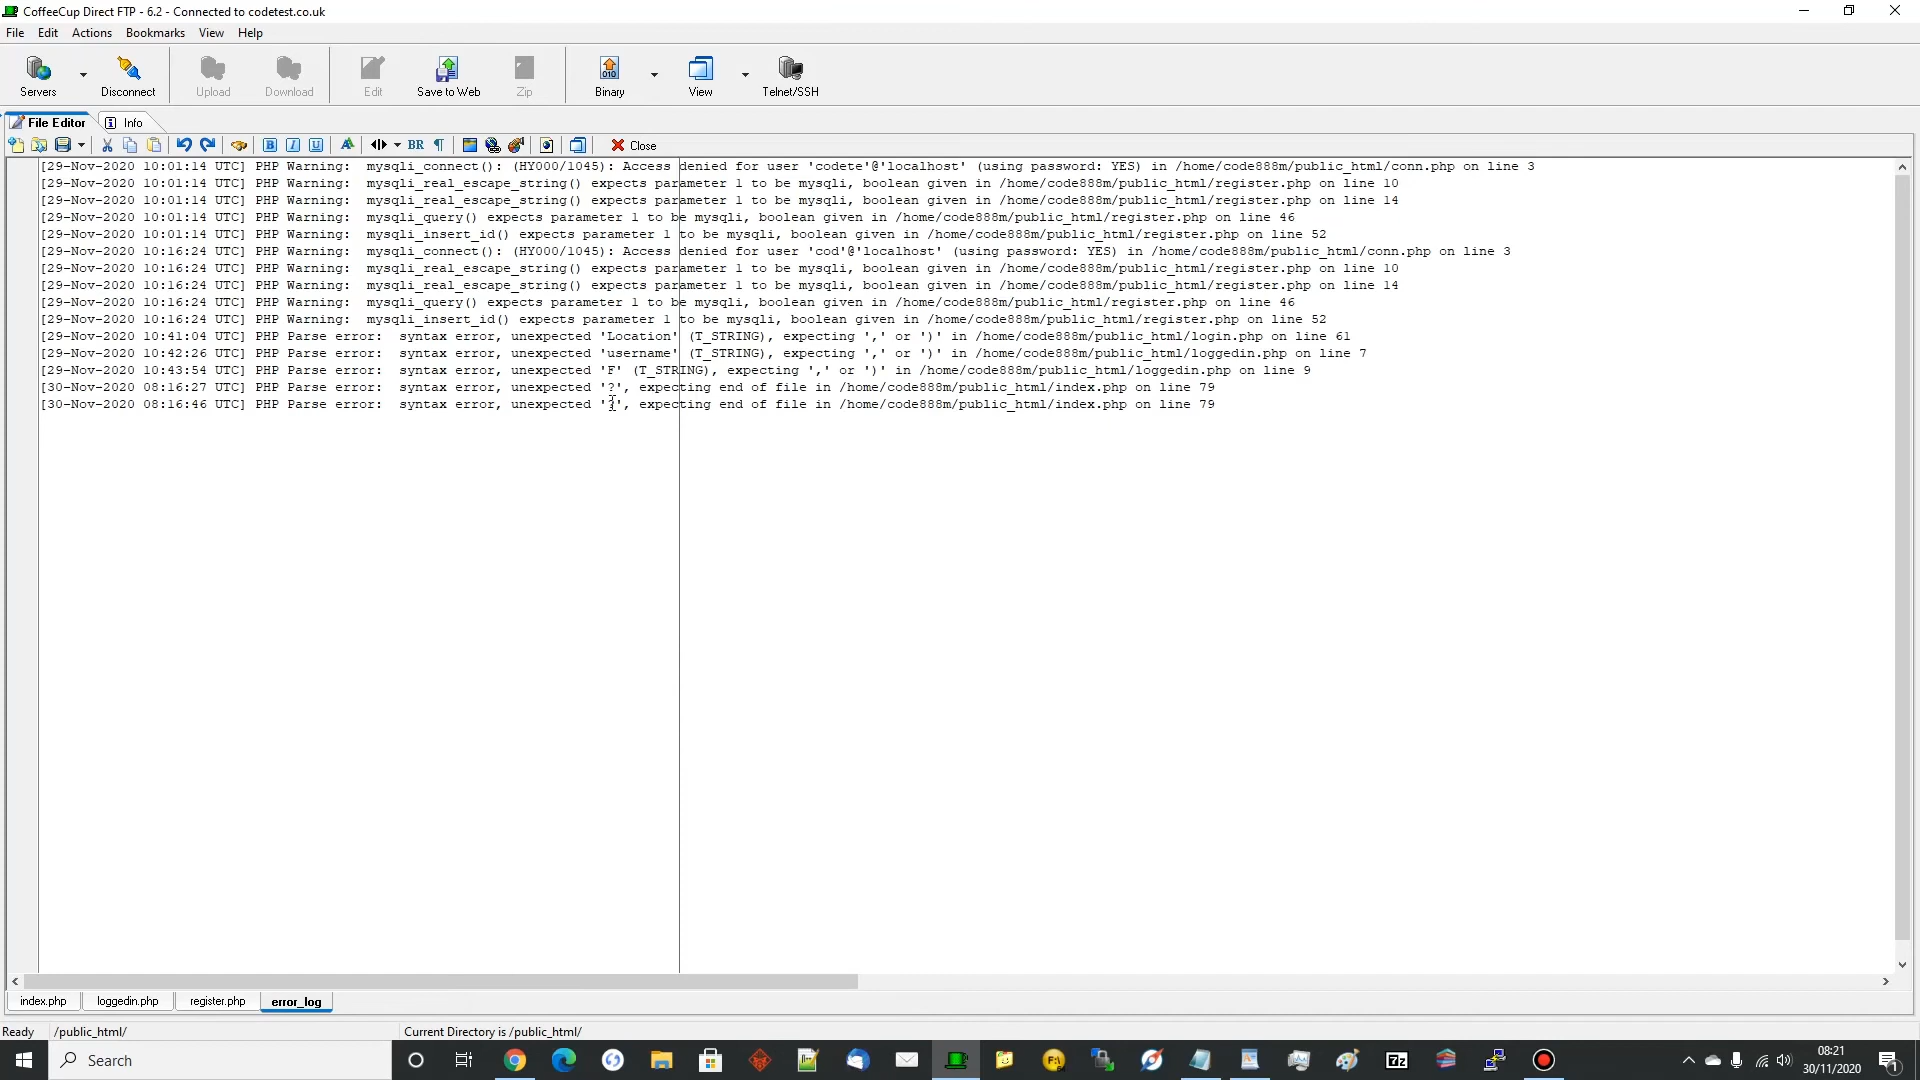 CoffeeCup Direct FTP - 6.2 - Connected to codetest.co.uk
File Edit Actions Bookmarks View Help
Servers Disconnect Upload Download Edit Save to Web Zip Binary View Telnet/SSH
File Editor Info
BR Close
[29-Nov-2020 10:01:14 UTC] PHP Warning:  mysqli_connect(): (HY000/1045): Access denied for user 'codete'@'localhost' (using password: YES) in /home/code888m/public_html/conn.php on line 3
[29-Nov-2020 10:01:14 UTC] PHP Warning:  mysqli_real_escape_string() expects parameter 1 to be mysqli, boolean given in /home/code888m/public_html/register.php on line 10
[29-Nov-2020 10:01:14 UTC] PHP Warning:  mysqli_real_escape_string() expects parameter 1 to be mysqli, boolean given in /home/code888m/public_html/register.php on line 14
[29-Nov-2020 10:01:14 UTC] PHP Warning:  mysqli_query() expects parameter 1 to be mysqli, boolean given in /home/code888m/public_html/register.php on line 46
[29-Nov-2020 10:01:14 UTC] PHP Warning:  mysqli_insert_id() expects parameter 1 to be mysqli, boolean given in /home/code888m/public_html/register.php on line 52
[29-Nov-2020 10:16:24 UTC] PHP Warning:  mysqli_connect(): (HY000/1045): Access denied for user 'cod'@'localhost' (using password: YES) in /home/code888m/public_html/conn.php on line 3
[29-Nov-2020 10:16:24 UTC] PHP Warning:  mysqli_real_escape_string() expects parameter 1 to be mysqli, boolean given in /home/code888m/public_html/register.php on line 10
[29-Nov-2020 10:16:24 UTC] PHP Warning:  mysqli_real_escape_string() expects parameter 1 to be mysqli, boolean given in /home/code888m/public_html/register.php on line 14
[29-Nov-2020 10:16:24 UTC] PHP Warning:  mysqli_query() expects parameter 1 to be mysqli, boolean given in /home/code888m/public_html/register.php on line 46
[29-Nov-2020 10:16:24 UTC] PHP Warning:  mysqli_insert_id() expects parameter 1 to be mysqli, boolean given in /home/code888m/public_html/register.php on line 52
[29-Nov-2020 10:41:04 UTC] PHP Parse error:  syntax error, unexpected 'Location' (T_STRING), expecting ',' or ')' in /home/code888m/public_html/login.php on line 61
[29-Nov-2020 10:42:26 UTC] PHP Parse error:  syntax error, unexpected 'username' (T_STRING), expecting ',' or ')' in /home/code888m/public_html/loggedin.php on line 7
[29-Nov-2020 10:43:54 UTC] PHP Parse error:  syntax error, unexpected 'F' (T_STRING), expecting ',' or ')' in /home/code888m/public_html/loggedin.php on line 9
[30-Nov-2020 08:16:27 UTC] PHP Parse error:  syntax error, unexpected '?', expecting end of file in /home/code888m/public_html/index.php on line 79
[30-Nov-2020 08:16:46 UTC] PHP Parse error:  syntax error, unexpected '', expecting end of file in /home/code888m/public_html/index.php on line 79
index.php loggedin.php register.php error_log
Ready /public_html/ Current Directory is /public_html/
Search
08:21
30/11/2020